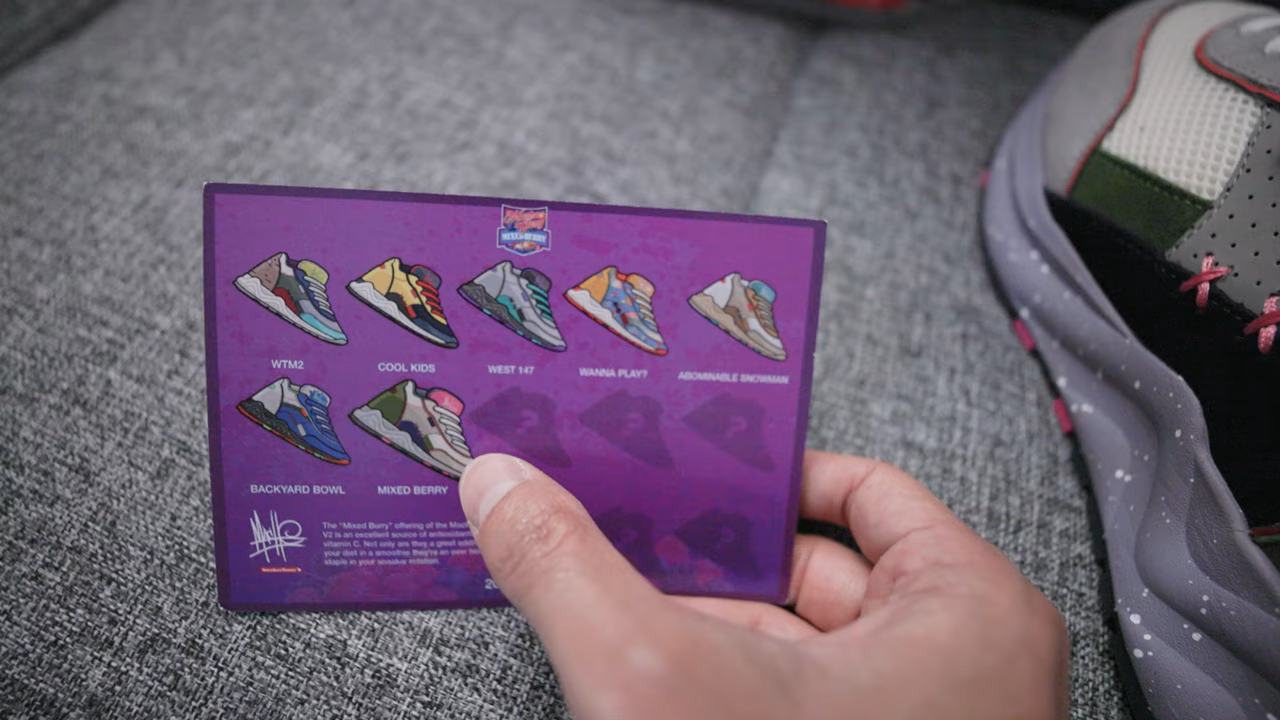 MIXED BERRY
WTM2
COOL KIDS
WEST 147
WANNA PLAY?
ABOMINABLE SNOWMAN
BACKYARD BOWL
MIXED BERRY
The "Mixed Berry" offering of the
V2 is an excellent source of
vitamin C. Not only are they a great
your diet in a smoothie they're an
staple in your sneaker rotation.